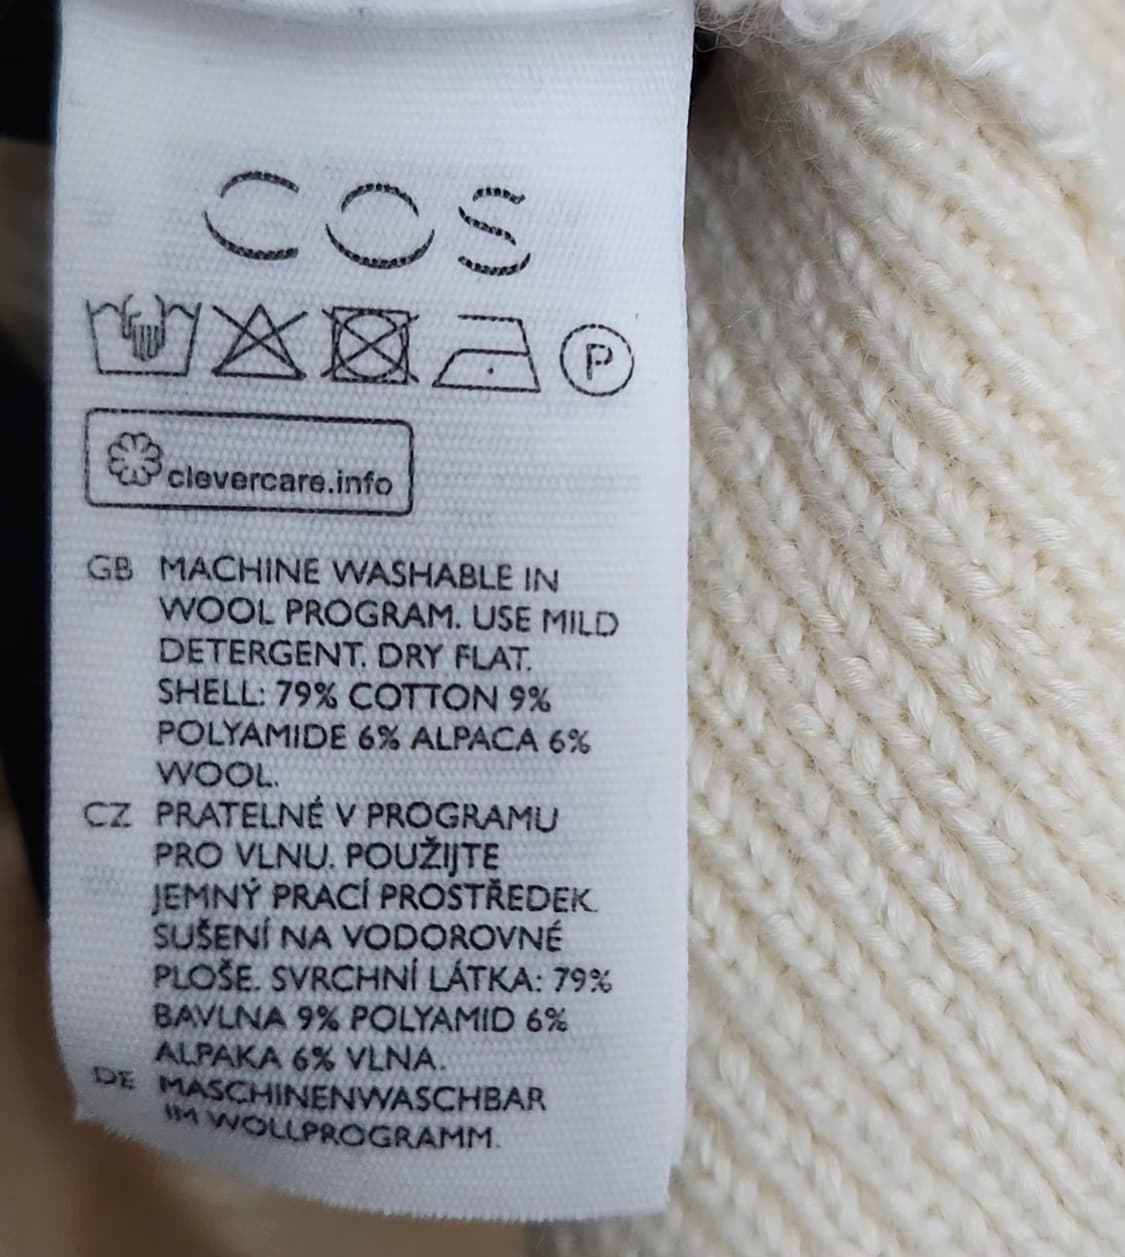 COS
P
clevercare.info
GB MACHINE WASHABLE IN
WOOL PROGRAM. USE MILD
DETERGENT. DRY FLAT.
SHELL: 79% COTTON 9%
POLYAMIDE 6% ALPACA 6%
WOOL.
CZ PRATELNÉ V PROGRAMU
PRO VLNU. POUŽIJTE
JEMNÝ PRACÍ PROSTŘEDEK.
SUŠENÍ NA VODOROVNÉ
PLOŠE. SVRCHNÍ LÁTKA: 79%
BAVLNA 9% POLYAMID 6%
ALPAKA 6% VLNA.
DE MASCHINENWASCHBAR
IM WOLLPROGRAMM.